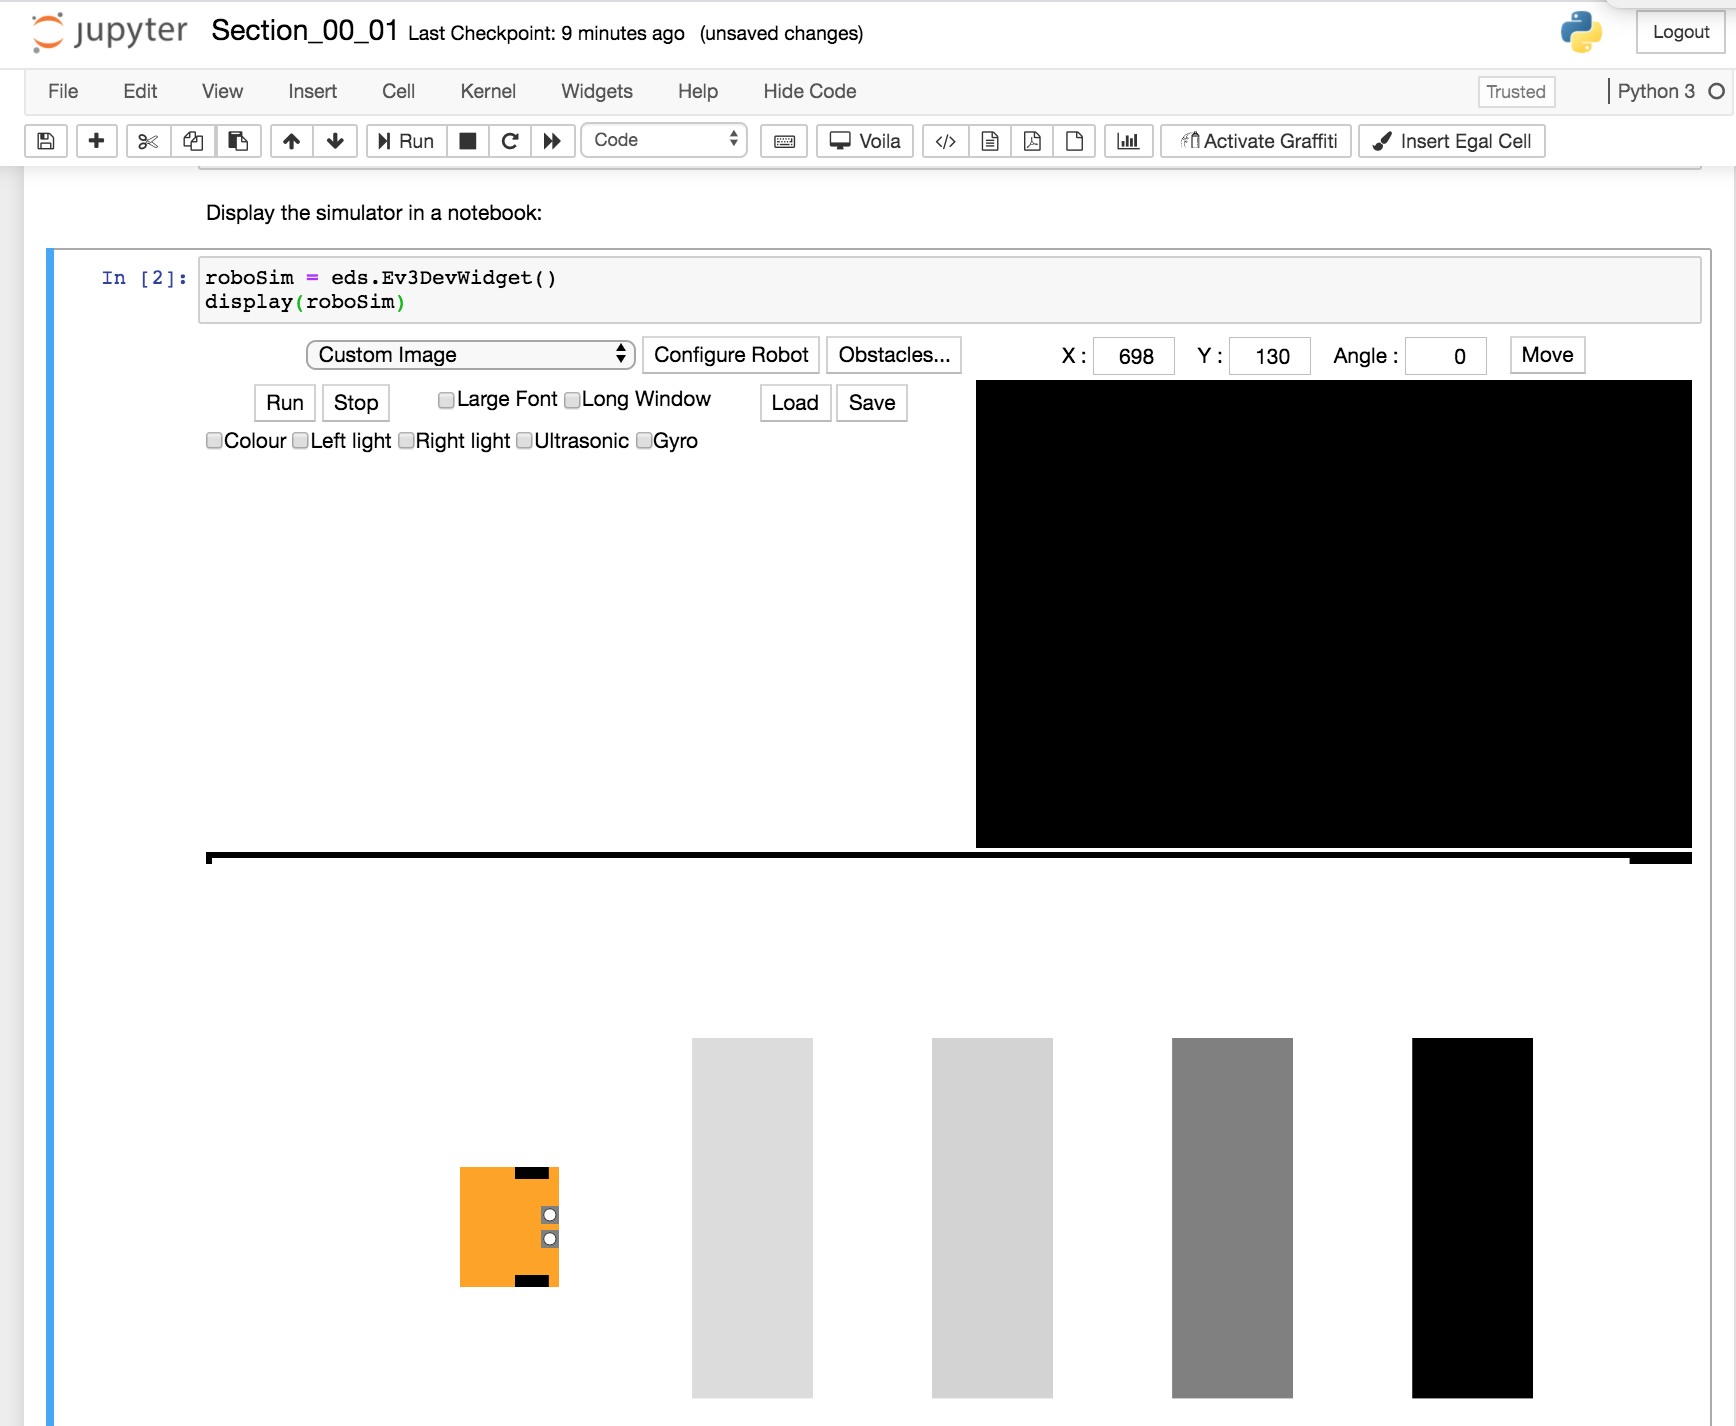 jupyter Section_00_01 Last Checkpoint: 9 minutes ago (unsaved changes) Logout
File Edit View Insert Cell Kernel Widgets Help Hide Code Trusted Python 3
Run Code Voila </> Activate Graffiti Insert Egal Cell
Display the simulator in a notebook:
In [2]: roboSim = eds.Ev3DevWidget()
display(roboSim)
Custom Image Configure Robot Obstacles... X : 698 Y : 130 Angle : 0 Move
Run Stop Large Font Long Window Load Save
Colour Left light Right light Ultrasonic Gyro